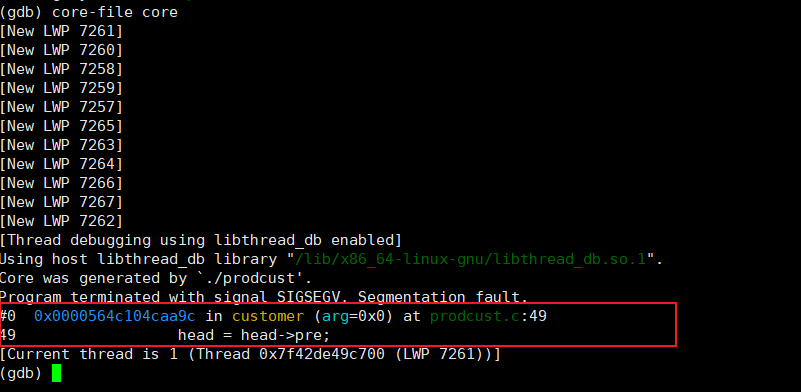 (gdb) core-file core
[New LWP 7261]
[New LWP 7260]
[New LWP 7258]
[New LWP 7259]
[New LWP 7257]
[New LWP 7265]
[New LWP 7263]
[New LWP 7264]
[New LWP 7266]
[New LWP 7267]
[New LWP 7262]
[Thread debugging using libthread_db enabled]
Using host libthread_db library "/lib/x86_64-linux-gnu/libthread_db.so.1".
Core was generated by `./prodcust'.
Program terminated with signal SIGSEGV, Segmentation fault.
#0  0x0000564c104caa9c in customer (arg=0x0) at prodcust.c:49
49                  head = head->pre;
[Current thread is 1 (Thread 0x7f42de49c700 (LWP 7261))]
(gdb)